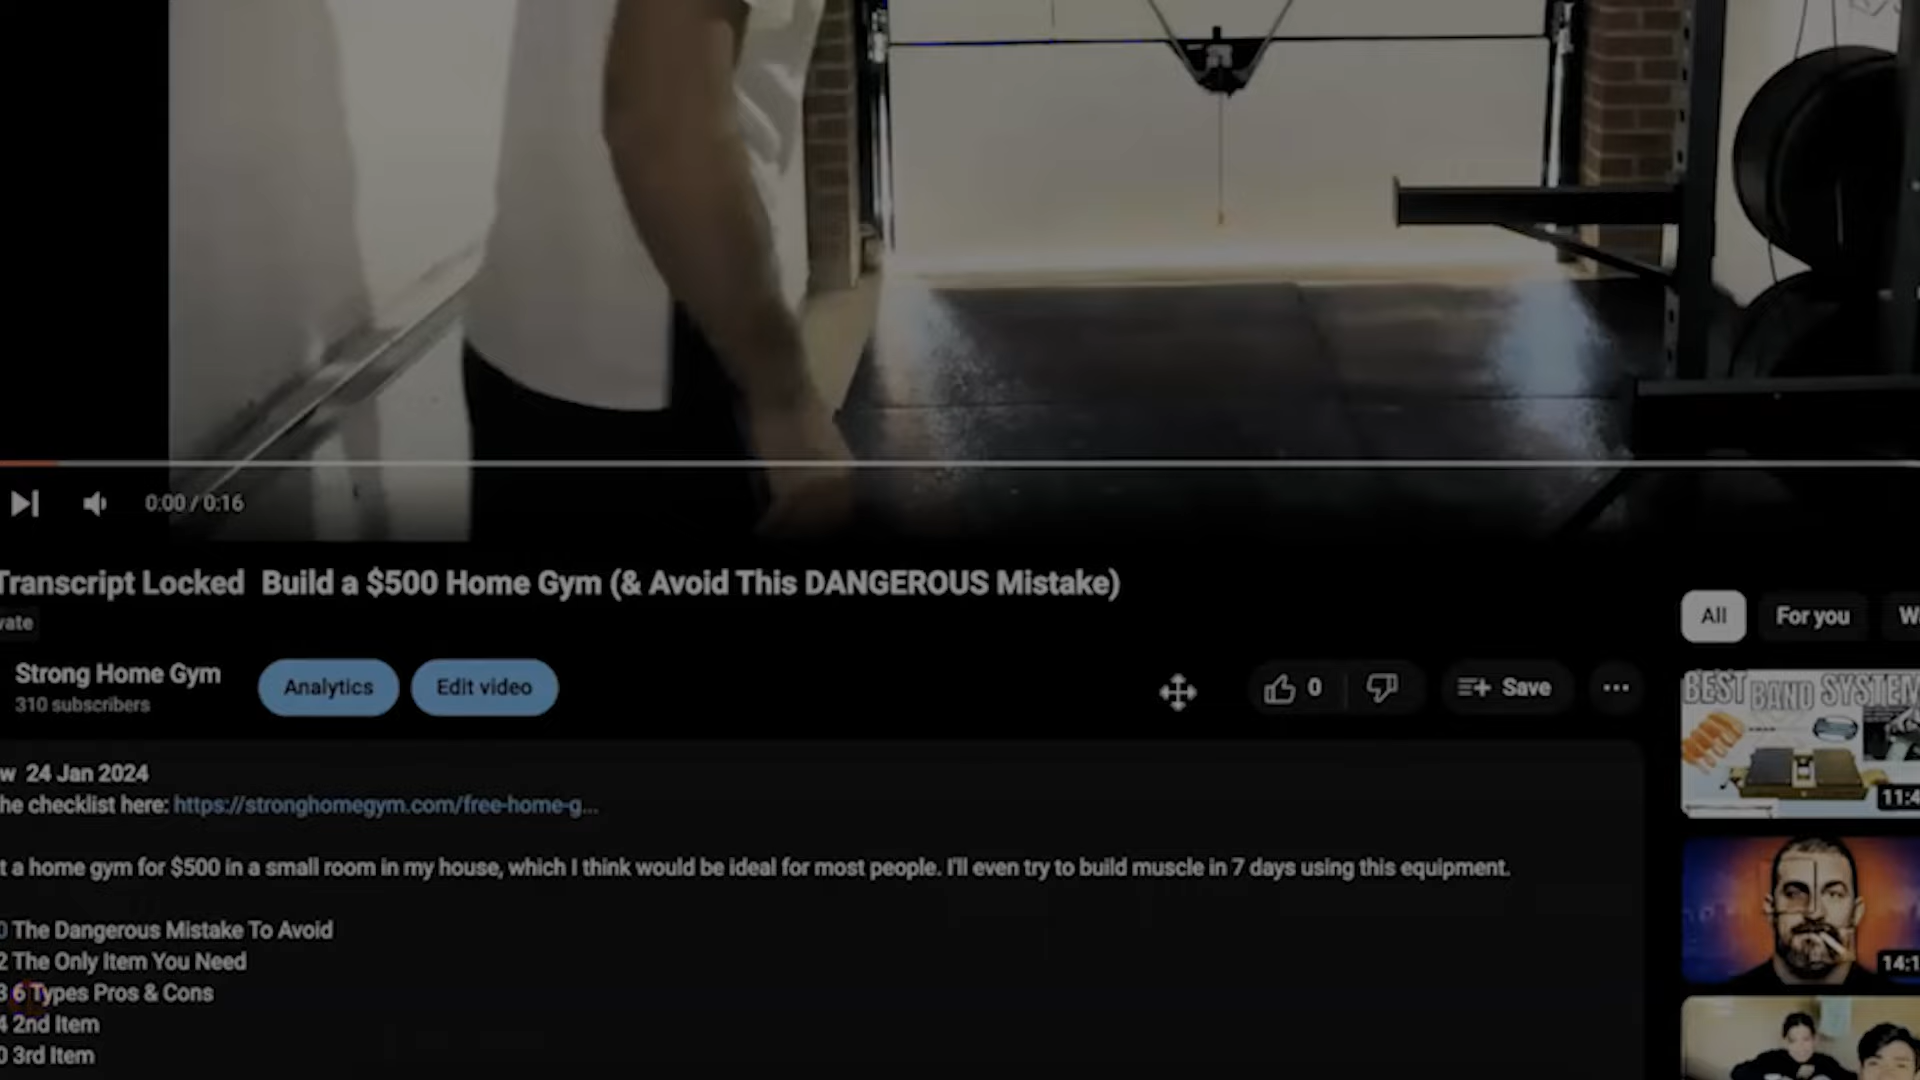 0:00 / 0:16
Transcript Locked Build a $500 Home Gym (& Avoid This DANGEROUS Mistake)
vate
All
For you
Strong Home Gym
310 subscribers
Analytics
Edit video
0
Save
BEST BAND SYSTEM
11:4
w 24 Jan 2024
he checklist here: https://stronghomegym.com/free-home-g...
t a home gym for $500 in a small room in my house, which I think would be ideal for most people. I'll even try to build muscle in 7 days using this equipment.
0 The Dangerous Mistake To Avoid
2 The Only Item You Need
14:1
3 6 Types Pros & Cons
4 2nd Item
0 3rd Item